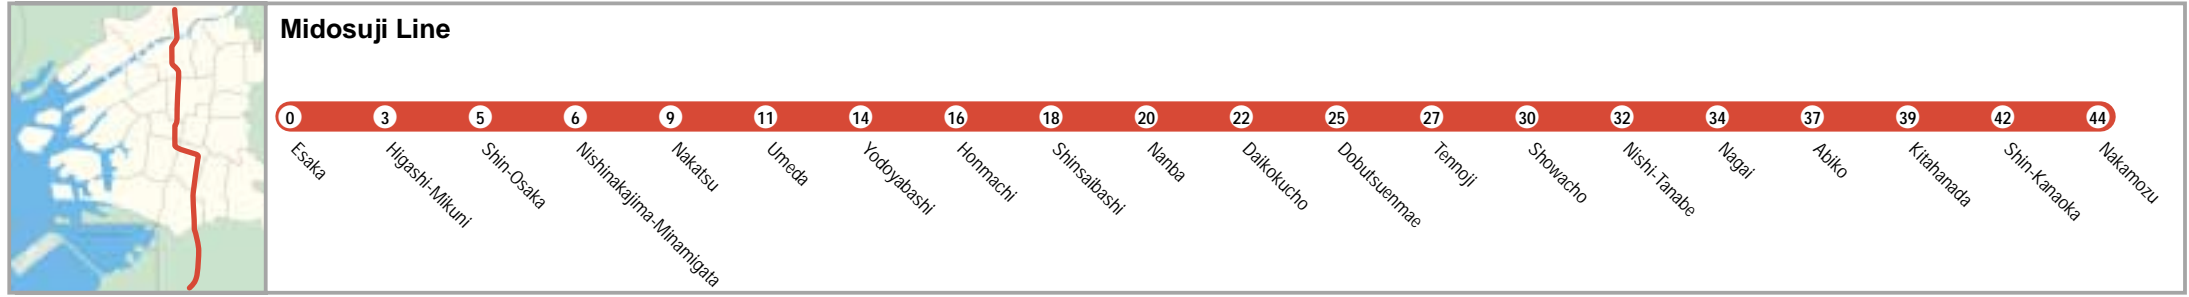 Midosuji Line
0 3 5 6 9 11 14 16 18 20 22 25 27 30 32 34 37 39 42 44
Esaka
Higashi-Mikuni
Shin-Osaka
Nishinakajima-Minamigata
Nakatsu
Umeda
Yodoyabashi
Honmachi
Shinsaibashi
Nanba
Daikokucho
Dobutsuenmae
Tennoji
Showacho
Nishi-Tanabe
Nagai
Abiko
Kitahanada
Shin-Kanaoka
Nakamozu